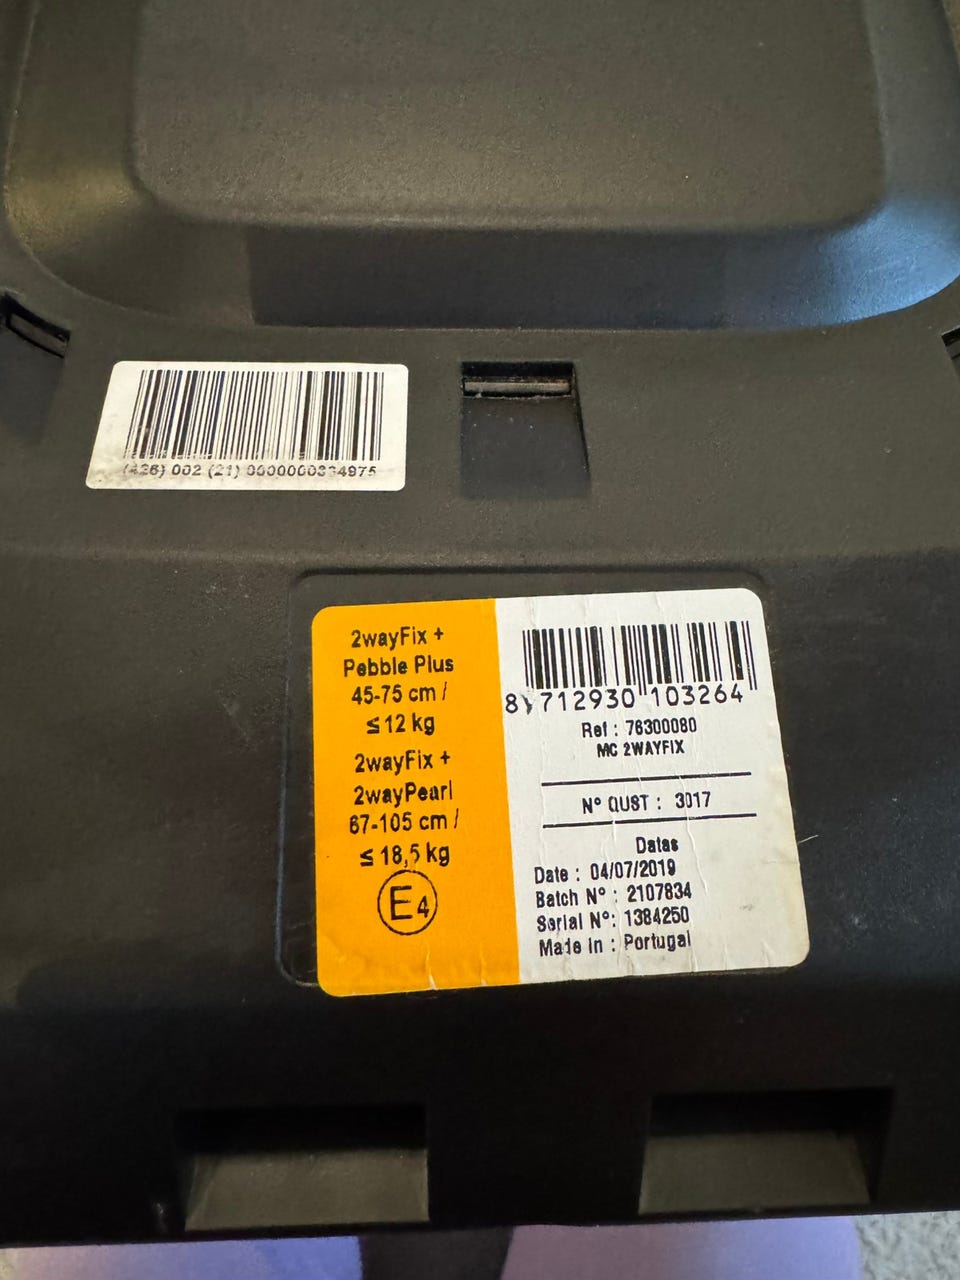 (426) 002 (21) 0000000334975
2wayFix +
Pebble Plus
45-75 cm /
≤ 12 kg
2wayFix +
2wayPearl
67-105 cm /
≤ 18,5 kg
E4
8 712930 103264
Ref : 76300080
MC 2WAYFIX
N° QUST : 3017
Datas
Date : 04/07/2019
Batch N° : 2107834
Serial N°: 1384250
Made in : Portugal